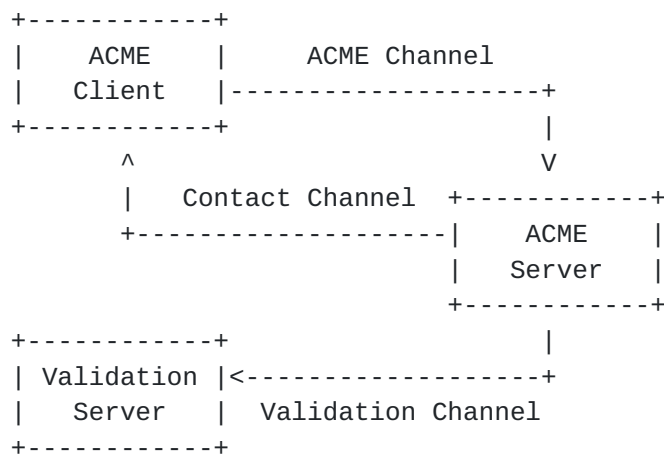 ACME ACME Channel
Client
Contact Channel
ACME
Server
Validation
Server Validation Channel